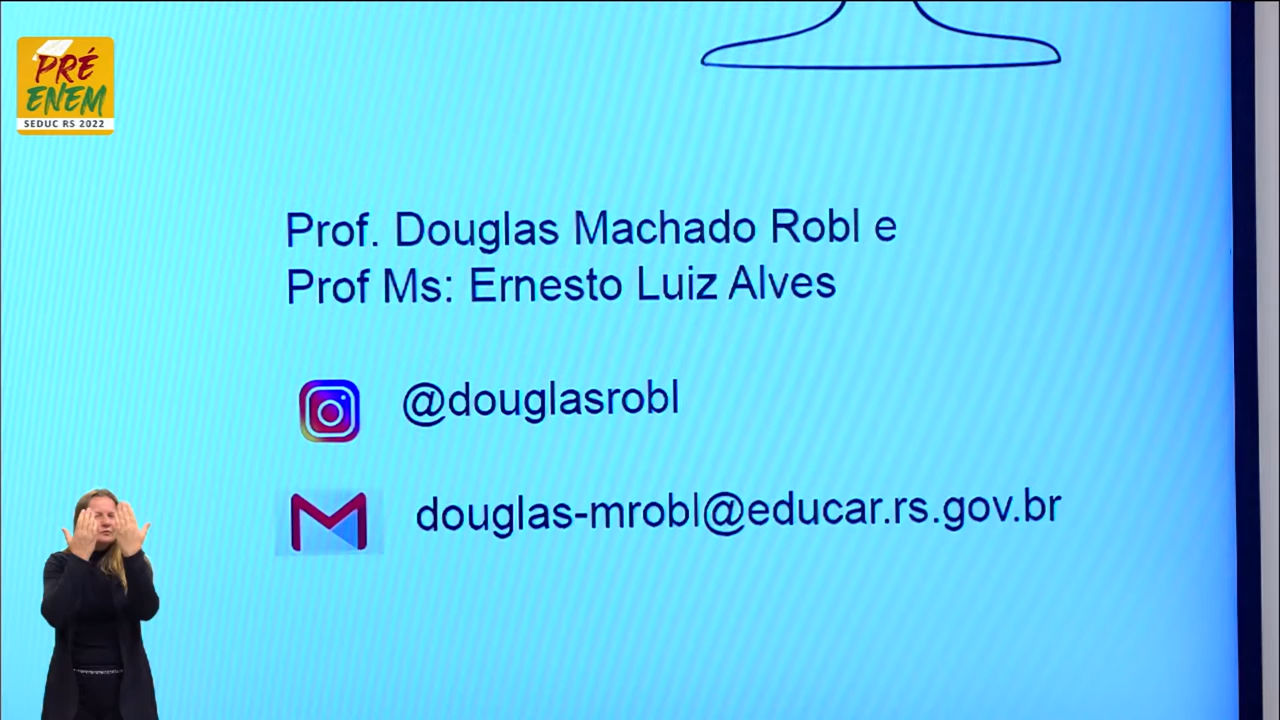 PRÉ
ENEM
SEDUC RS 2022
Prof. Douglas Machado Robl e
Prof Ms: Ernesto Luiz Alves
@douglasrobl
douglas-mrobl@educar.rs.gov.br